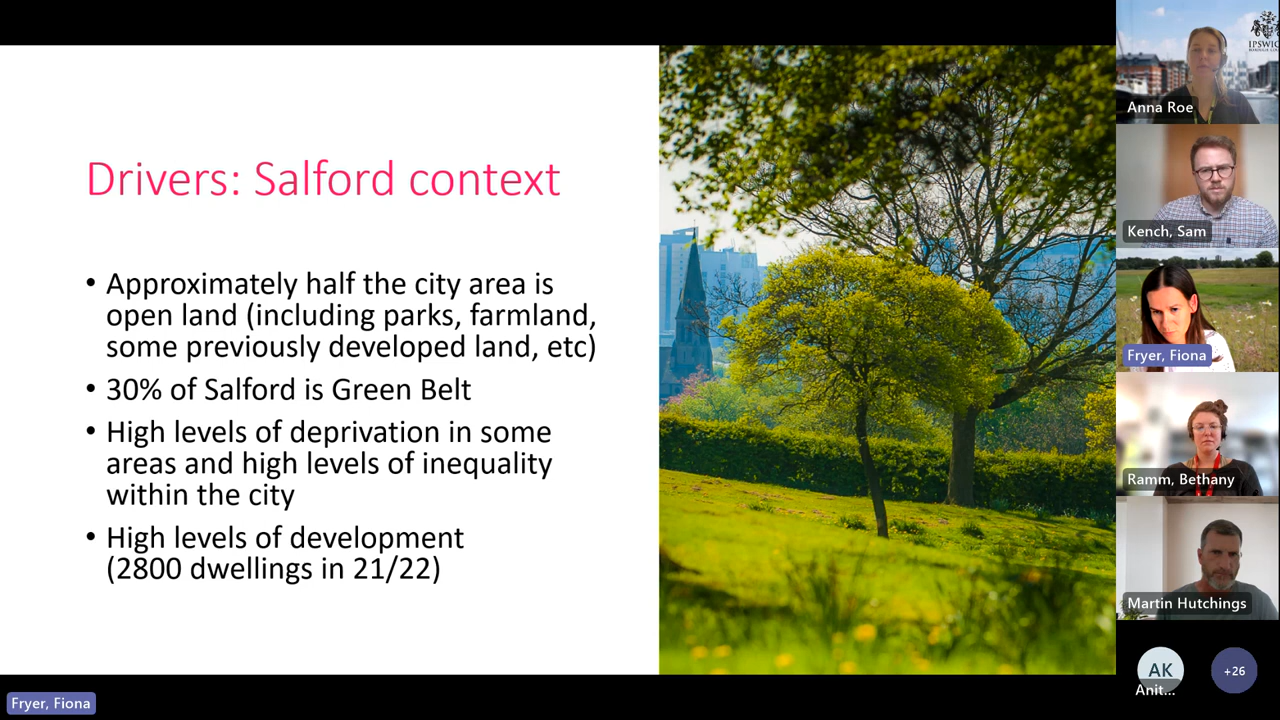 Drivers: Salford context
• Approximately half the city area is
open land (including parks, farmland,
some previously developed land, etc)
• 30% of Salford is Green Belt
• High levels of deprivation in some
areas and high levels of inequality
within the city
• High levels of development
(2800 dwellings in 21/22)
Anna Roe
Kench, Sam
Fryer, Fiona
Ramm, Bethany
Martin Hutchings
AK
Anit...
+26
Fryer, Fiona